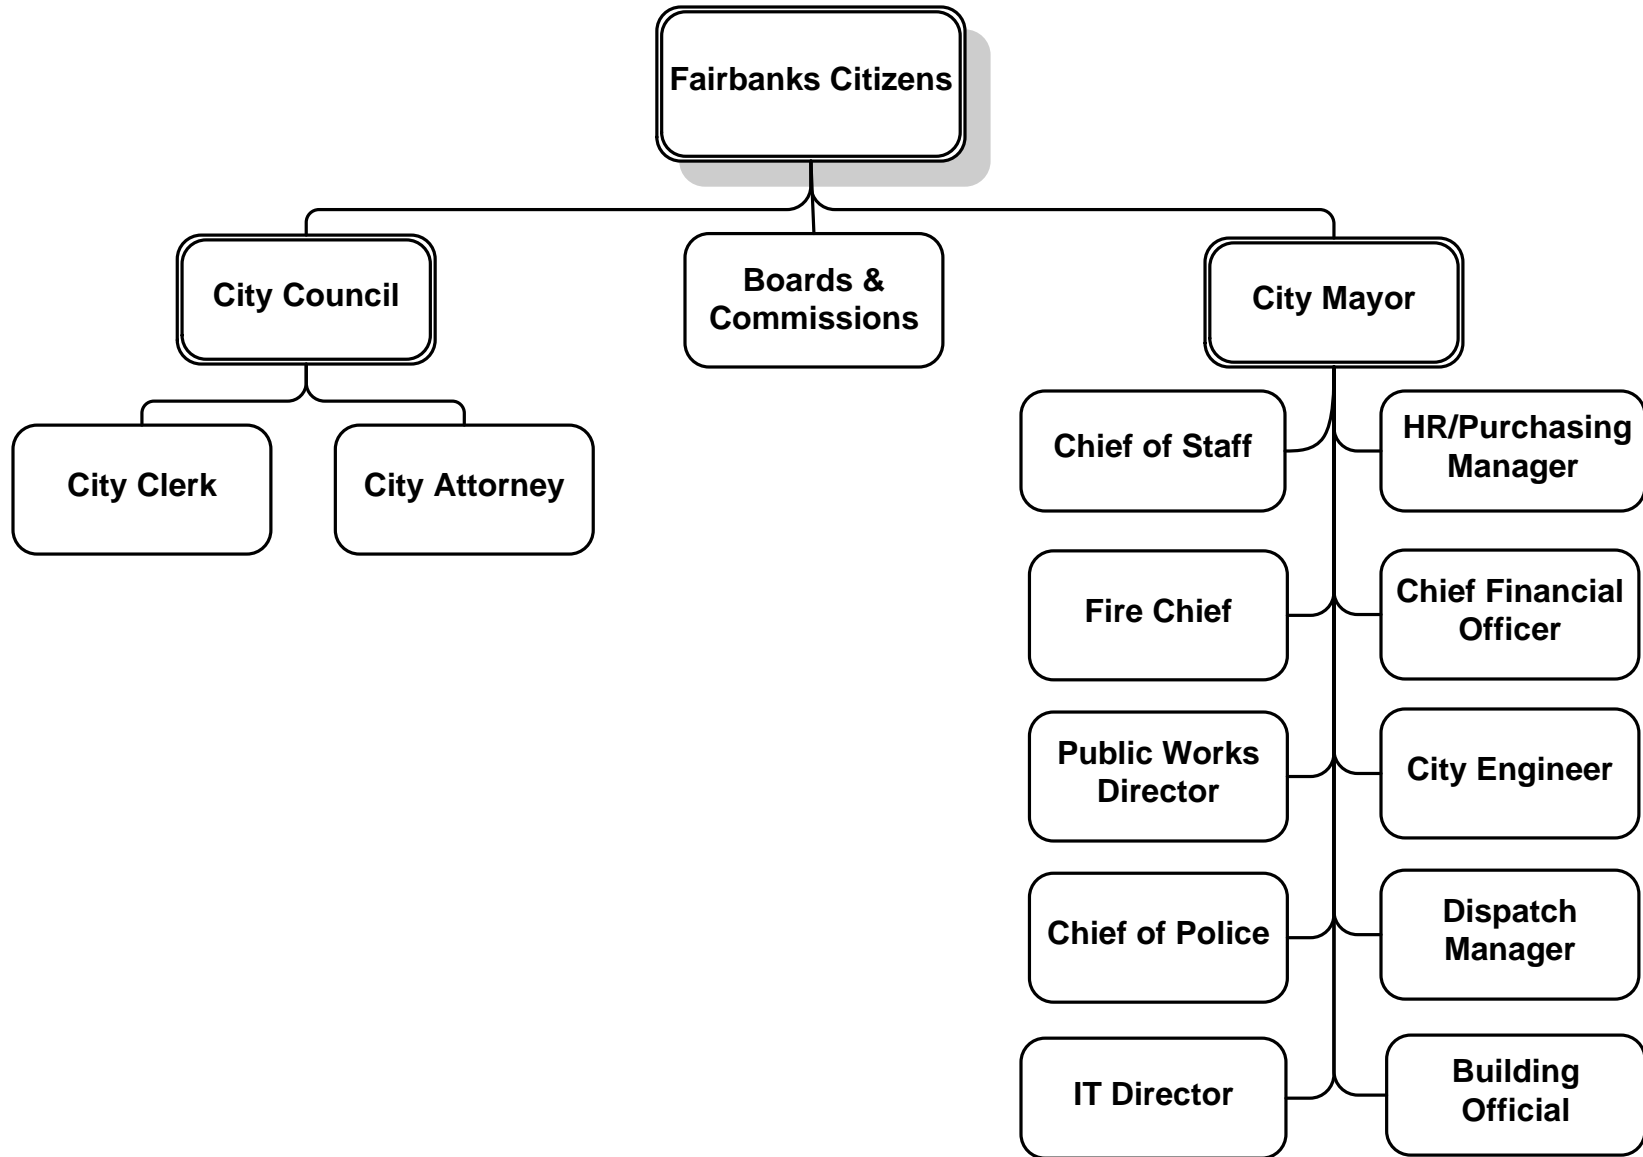 Fairbanks Citizens
City Council
Boards &
Commissions
City Mayor
City Clerk
City Attorney
Chief of Staff
HR/Purchasing
Manager
Fire Chief
Chief Financial
Officer
Public Works
Director
City Engineer
Chief of Police
Dispatch
Manager
IT Director
Building
Official